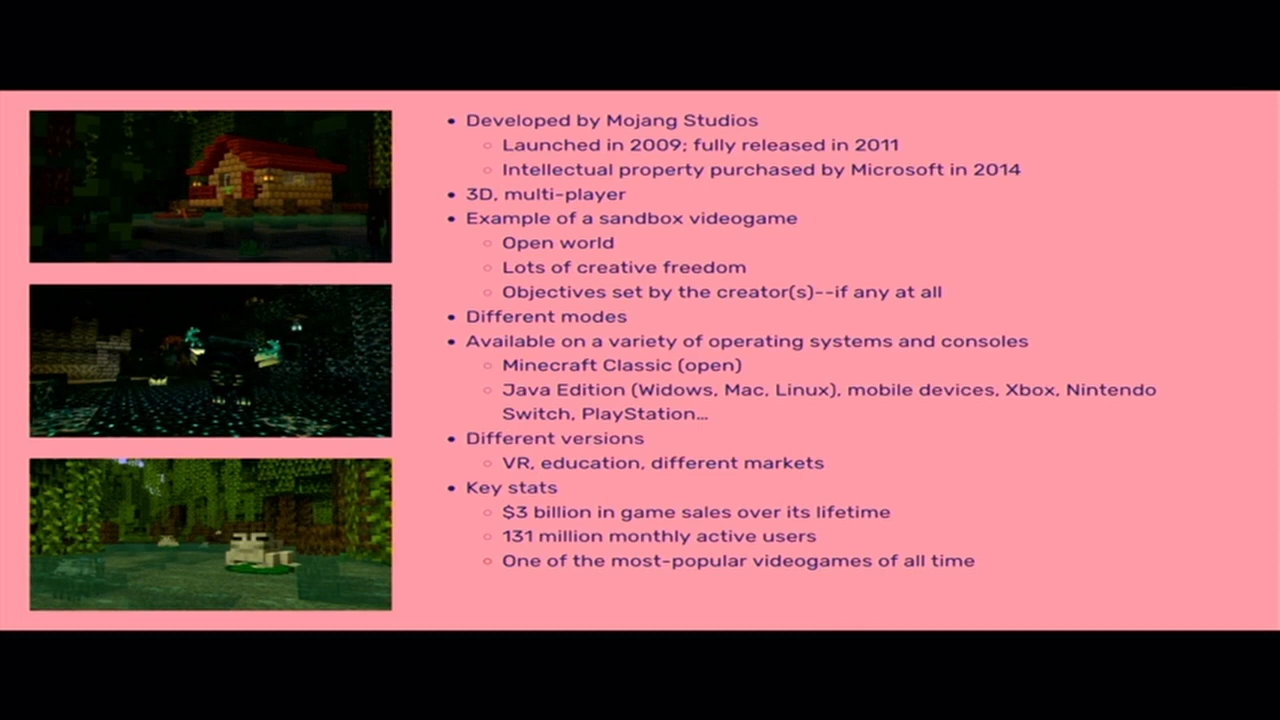 • Developed by Mojang Studios
○ Launched in 2009; fully released in 2011
○ Intellectual property purchased by Microsoft in 2014
• 3D, multi-player
• Example of a sandbox videogame
○ Open world
○ Lots of creative freedom
○ Objectives set by the creator(s)--if any at all
• Different modes
• Available on a variety of operating systems and consoles
○ Minecraft Classic (open)
○ Java Edition (Widows, Mac, Linux), mobile devices, Xbox, Nintendo
Switch, PlayStation...
• Different versions
○ VR, education, different markets
• Key stats
○ $3 billion in game sales over its lifetime
○ 131 million monthly active users
○ One of the most-popular videogames of all time